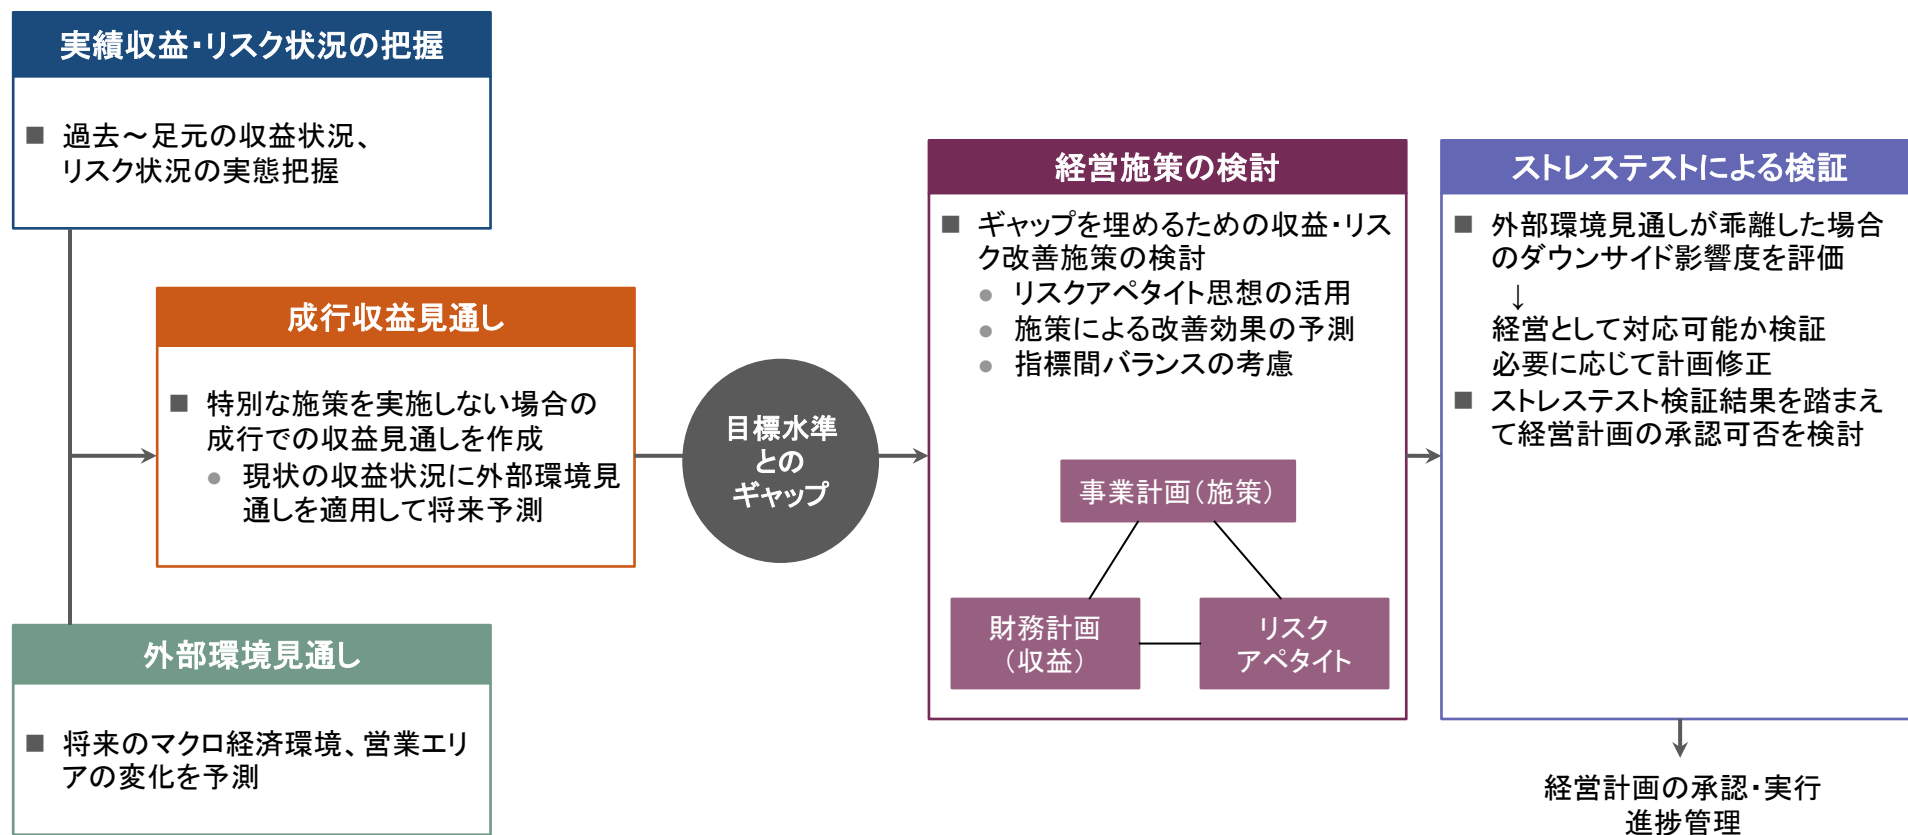 実績収益・リスク状況の把握
■ 過去～足元の収益状況、
リスク状況の実態把握
成行収益見通し
■ 特別な施策を実施しない場合の
成行での収益見通しを作成
● 現状の収益状況に外部環境見
通しを適用して将来予測
外部環境見通し
■ 将来のマクロ経済環境、営業エリ
アの変化を予測
目標水準
との
ギャップ
経営施策の検討
■ ギャップを埋めるための収益・リス
ク改善施策の検討
● リスクアペタイト思想の活用
● 施策による改善効果の予測
● 指標間バランスの考慮
事業計画（施策）
財務計画
（収益）
リスク
アペタイト
ストレステストによる検証
■ 外部環境見通しが乖離した場合
のダウンサイド影響度を評価
↓
経営として対応可能か検証
必要に応じて計画修正
■ ストレステスト検証結果を踏まえ
て経営計画の承認可否を検討
経営計画の承認・実行
進捗管理